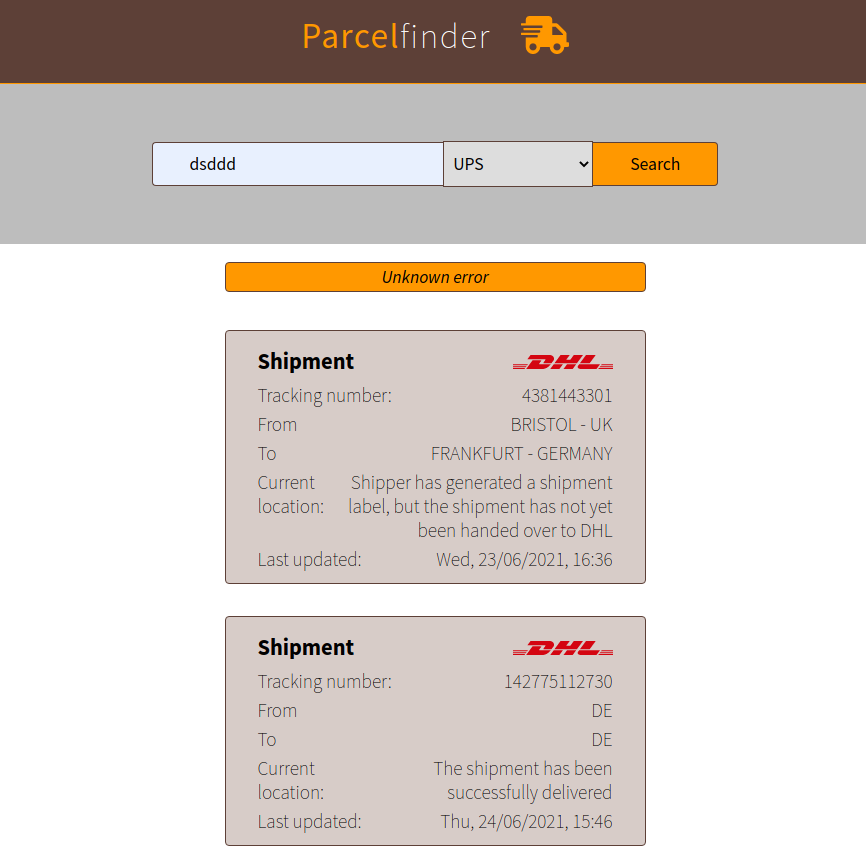 Parcelfinder
dsddd UPS Search
Unknown error
Shipment DHL
Tracking number: 4381443301
From BRISTOL - UK
To FRANKFURT - GERMANY
Current Shipper has generated a shipment
location: label, but the shipment has not yet
been handed over to DHL
Last updated: Wed, 23/06/2021, 16:36
Shipment DHL
Tracking number: 142775112730
From DE
To DE
Current The shipment has been
location: successfully delivered
Last updated: Thu, 24/06/2021, 15:46